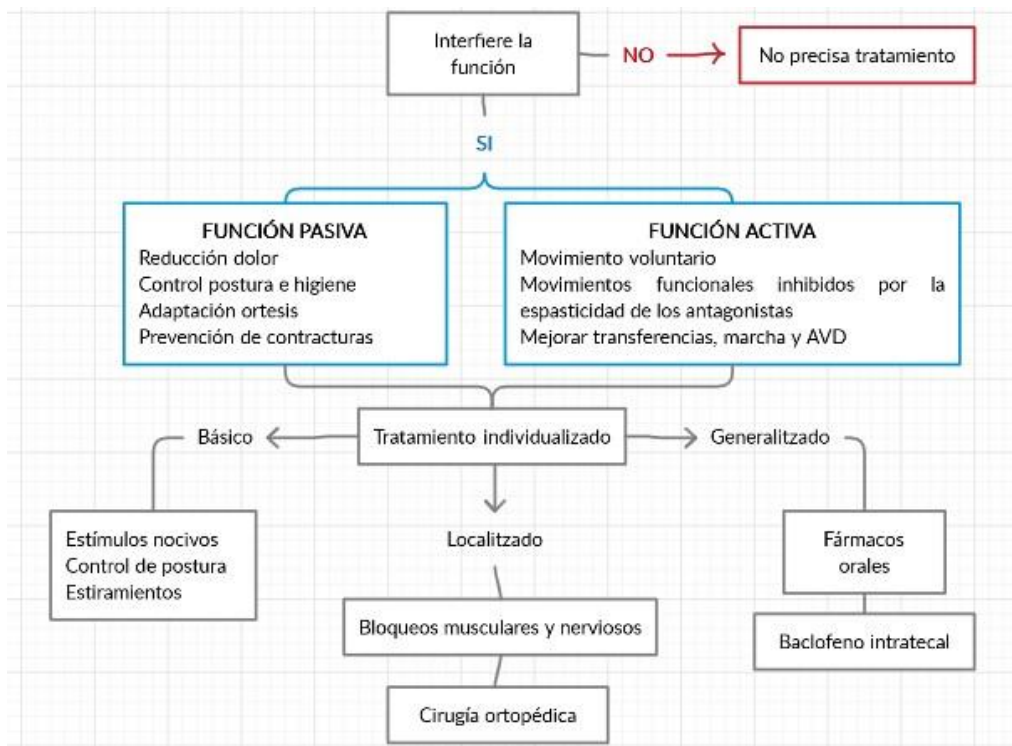 Interfiere la
función
NO
No precisa tratamiento
SI
FUNCIÓN PASIVA
Reducción dolor
Control postura e higiene
Adaptación ortesis
Prevención de contracturas
FUNCIÓN ACTIVA
Movimiento voluntario
Movimientos funcionales inhibidos por la
espasticidad de los antagonistas
Mejorar transferencias, marcha y AVD
Básico
Tratamiento individualizado
Generalitzado
Estímulos nocivos
Control de postura
Estiramientos
Localitzado
Fármacos
orales
Bloqueos musculares y nerviosos
Baclofeno intratecal
Cirugía ortopédica